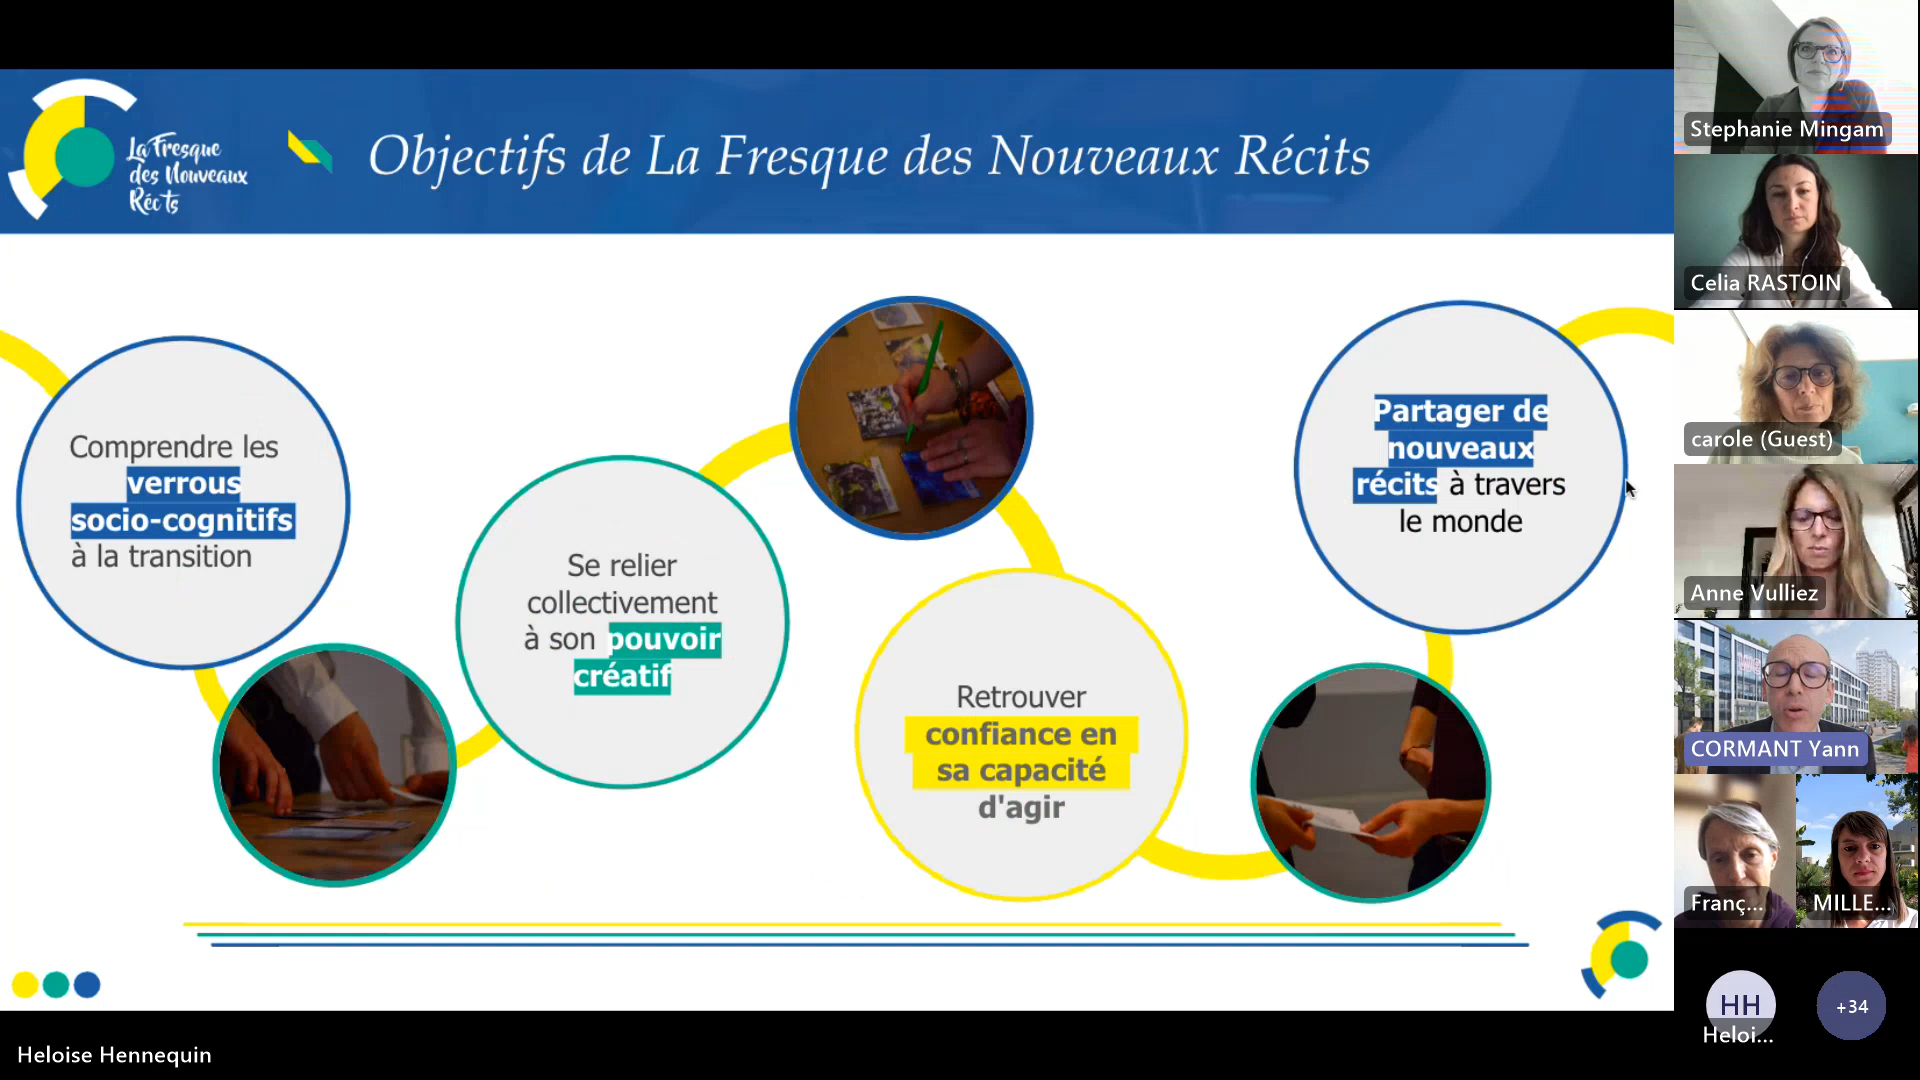 La Fresque
des Nouveaux
Récits
Objectifs de La Fresque des Nouveaux Récits
Comprendre les
verrous
socio-cognitifs
à la transition
Se relier
collectivement
à son pouvoir
créatif
Retrouver
confiance en
sa capacité
d'agir
Partager de
nouveaux
récits à travers
le monde
Heloise Hennequin
Stephanie Mingam
Celia RASTOIN
carole (Guest)
Anne Vulliez
CORMANT Yann
Franç...
MILLE...
HH
Heloi...
+34